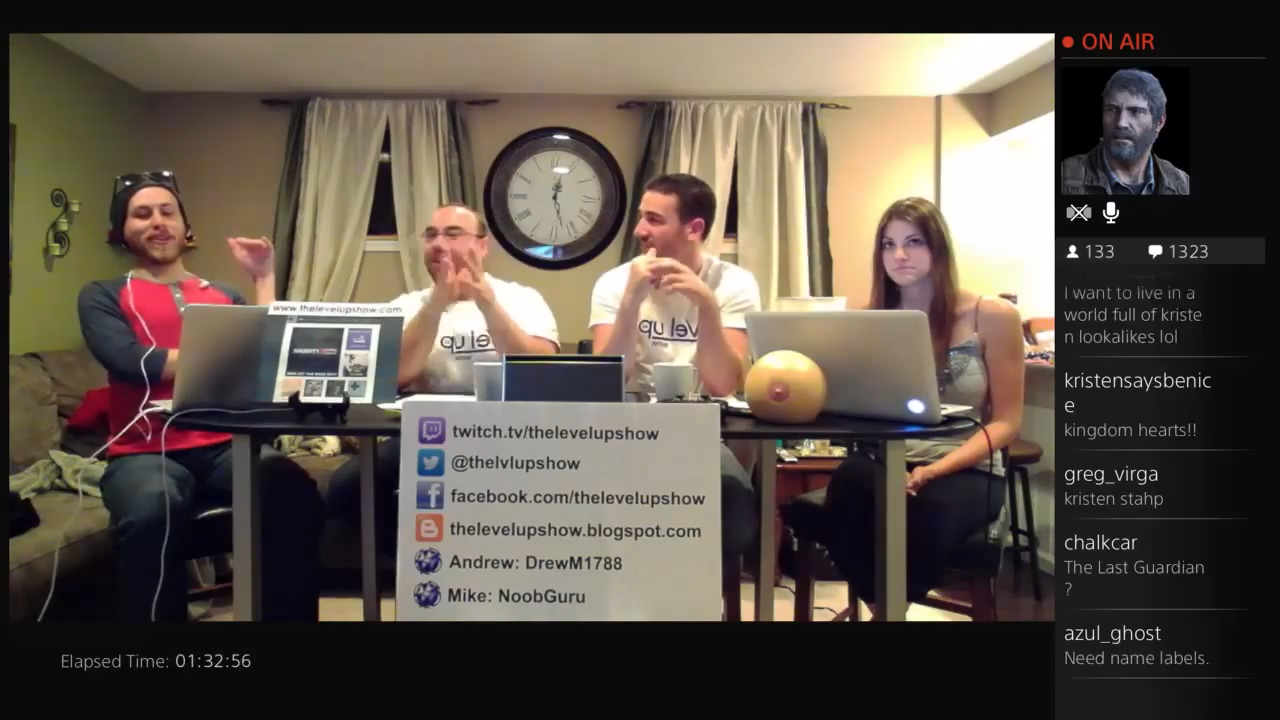 ON AIR
133 1323
I want to live in a
world full of kriste
n lookalikes lol
kristensaysbenic
e
kingdom hearts!!
greg_virga
kristen stahp
chalkcar
The Last Guardian
?
azul_ghost
Need name labels.
www.thelevelupshow.com
twitch.tv/thelevelupshow
@thelvlupshow
facebook.com/thelevelupshow
thelevelupshow.blogspot.com
Andrew: DrewM1788
Mike: NoobGuru
Elapsed Time: 01:32:56